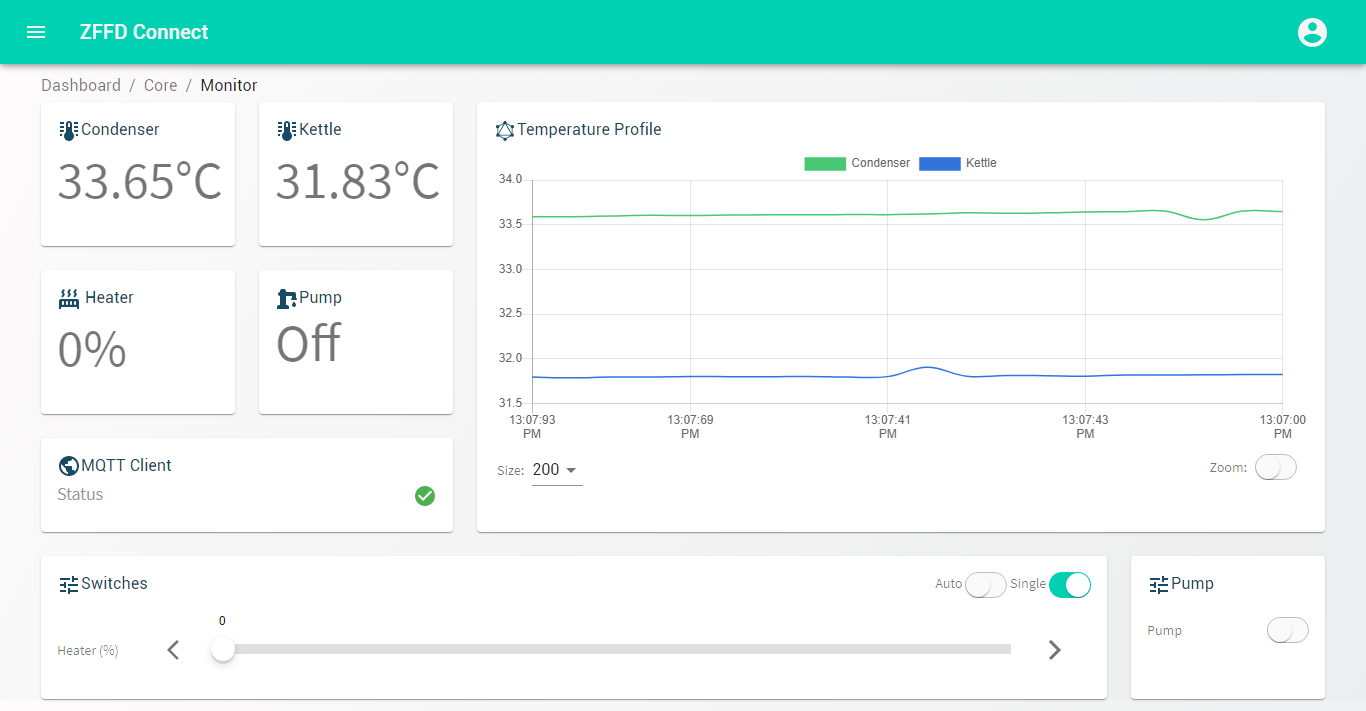 ZFFD Connect
Dashboard / Core / Monitor
Condenser
33.65°C
Kettle
31.83°C
Heater
0%
Pump
Off
MQTT Client
Status
Temperature Profile
Condenser Kettle
34.0
33.5
33.0
32.5
32.0
31.5
13:07:93 PM
13:07:69 PM
13:07:41 PM
13:07:43 PM
13:07:00 PM
Size: 200
Zoom:
Switches
Auto Single
0
Heater (%)
Pump
Pump